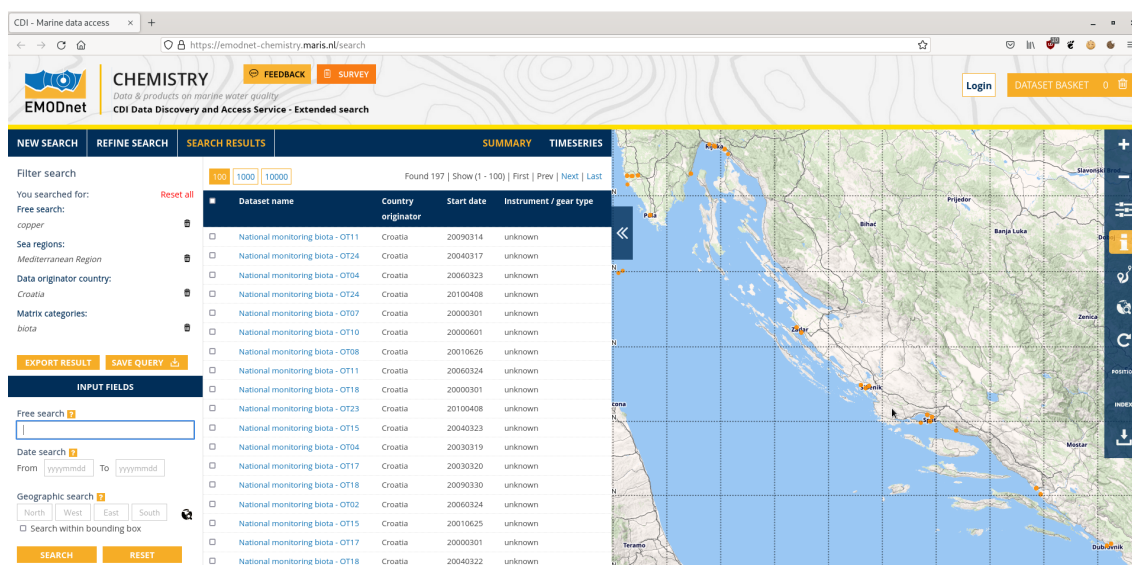 CDI - Marine data access × +
https://emodnet-chemistry.maris.nl/search
EMODnet
CHEMISTRY
FEEDBACK
SURVEY
Data & products on marine water quality
CDI Data Discovery and Access Service - Extended search
Login
DATASET BASKET 0
NEW SEARCH REFINE SEARCH SEARCH RESULTS SUMMARY TIMESERIES
Filter search
You searched for: Reset all
Free search:
copper
Sea regions:
Mediterranean Region
Data originator country:
Croatia
Matrix categories:
biota
EXPORT RESULT SAVE QUERY
INPUT FIELDS
Free search ?
Date search ?
From yyyymmdd To yyyymmdd
Geographic search ?
North West East South
Search within bounding box
SEARCH RESET
100 1000 10000 Found 197 | Show (1 - 100) | First | Prev | Next | Last
Dataset name Country originator Start date Instrument / gear type
National monitoring biota - OT11 Croatia 20090314 unknown
National monitoring biota - OT24 Croatia 20040317 unknown
National monitoring biota - OT04 Croatia 20060323 unknown
National monitoring biota - OT24 Croatia 20100408 unknown
National monitoring biota - OT07 Croatia 20000301 unknown
National monitoring biota - OT10 Croatia 20000601 unknown
National monitoring biota - OT08 Croatia 20010626 unknown
National monitoring biota - OT11 Croatia 20060324 unknown
National monitoring biota - OT18 Croatia 20000301 unknown
National monitoring biota - OT23 Croatia 20100408 unknown
National monitoring biota - OT15 Croatia 20040323 unknown
National monitoring biota - OT04 Croatia 20030319 unknown
National monitoring biota - OT17 Croatia 20030320 unknown
National monitoring biota - OT18 Croatia 20090330 unknown
National monitoring biota - OT02 Croatia 20060324 unknown
National monitoring biota - OT15 Croatia 20010625 unknown
National monitoring biota - OT17 Croatia 20000301 unknown
National monitoring biota - OT18 Croatia 20040322 unknown
Rijeka
Slavonski Brod
Prijedor
Pula
Bihać
Banja Luka
Zenica
Zadar
Šibenik
Split
Mostar
Teramo
Dubrovnik
POSITIO
INDEX